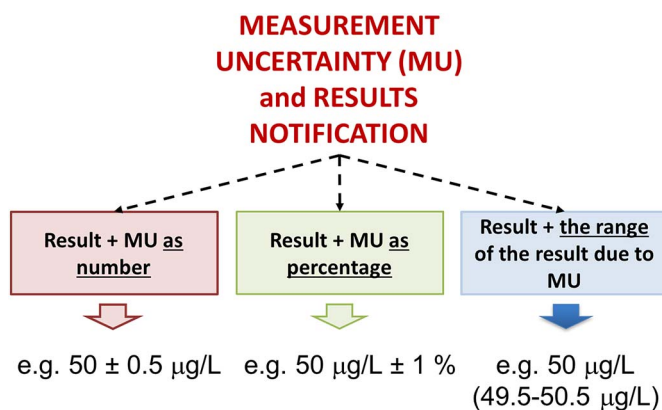 MEASUREMENT
UNCERTAINTY (MU)
and RESULTS
NOTIFICATION
Result + MU as
number
Result + MU as
percentage
Result + the range
of the result due to
MU
e.g. 50 ± 0.5 µg/L
e.g. 50 µg/L ± 1 %
e.g. 50 µg/L
(49.5-50.5 µg/L)